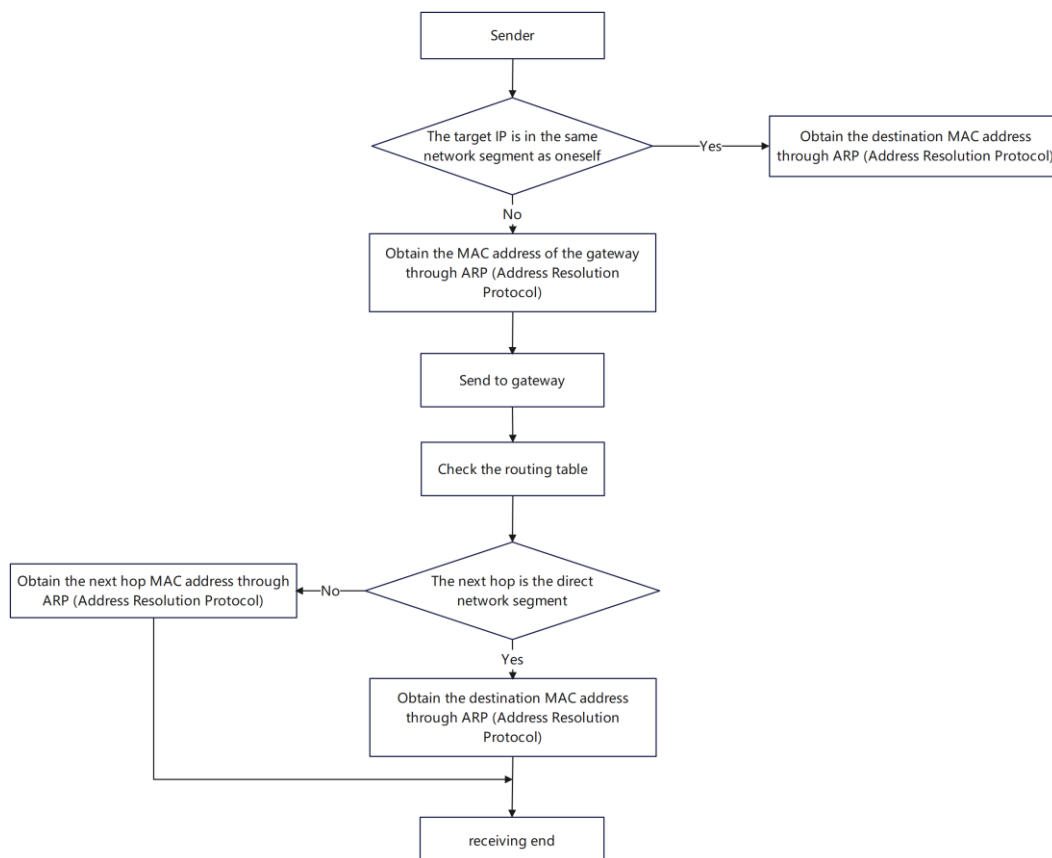 Sender
The target IP is in the same
network segment as oneself
Yes
Obtain the destination MAC address
through ARP (Address Resolution Protocol)
No
Obtain the MAC address of the gateway
through ARP (Address Resolution
Protocol)
Send to gateway
Check the routing table
The next hop is the direct
network segment
No
Obtain the next hop MAC address through
ARP (Address Resolution Protocol)
Yes
Obtain the destination MAC address
through ARP (Address Resolution
Protocol)
receiving end